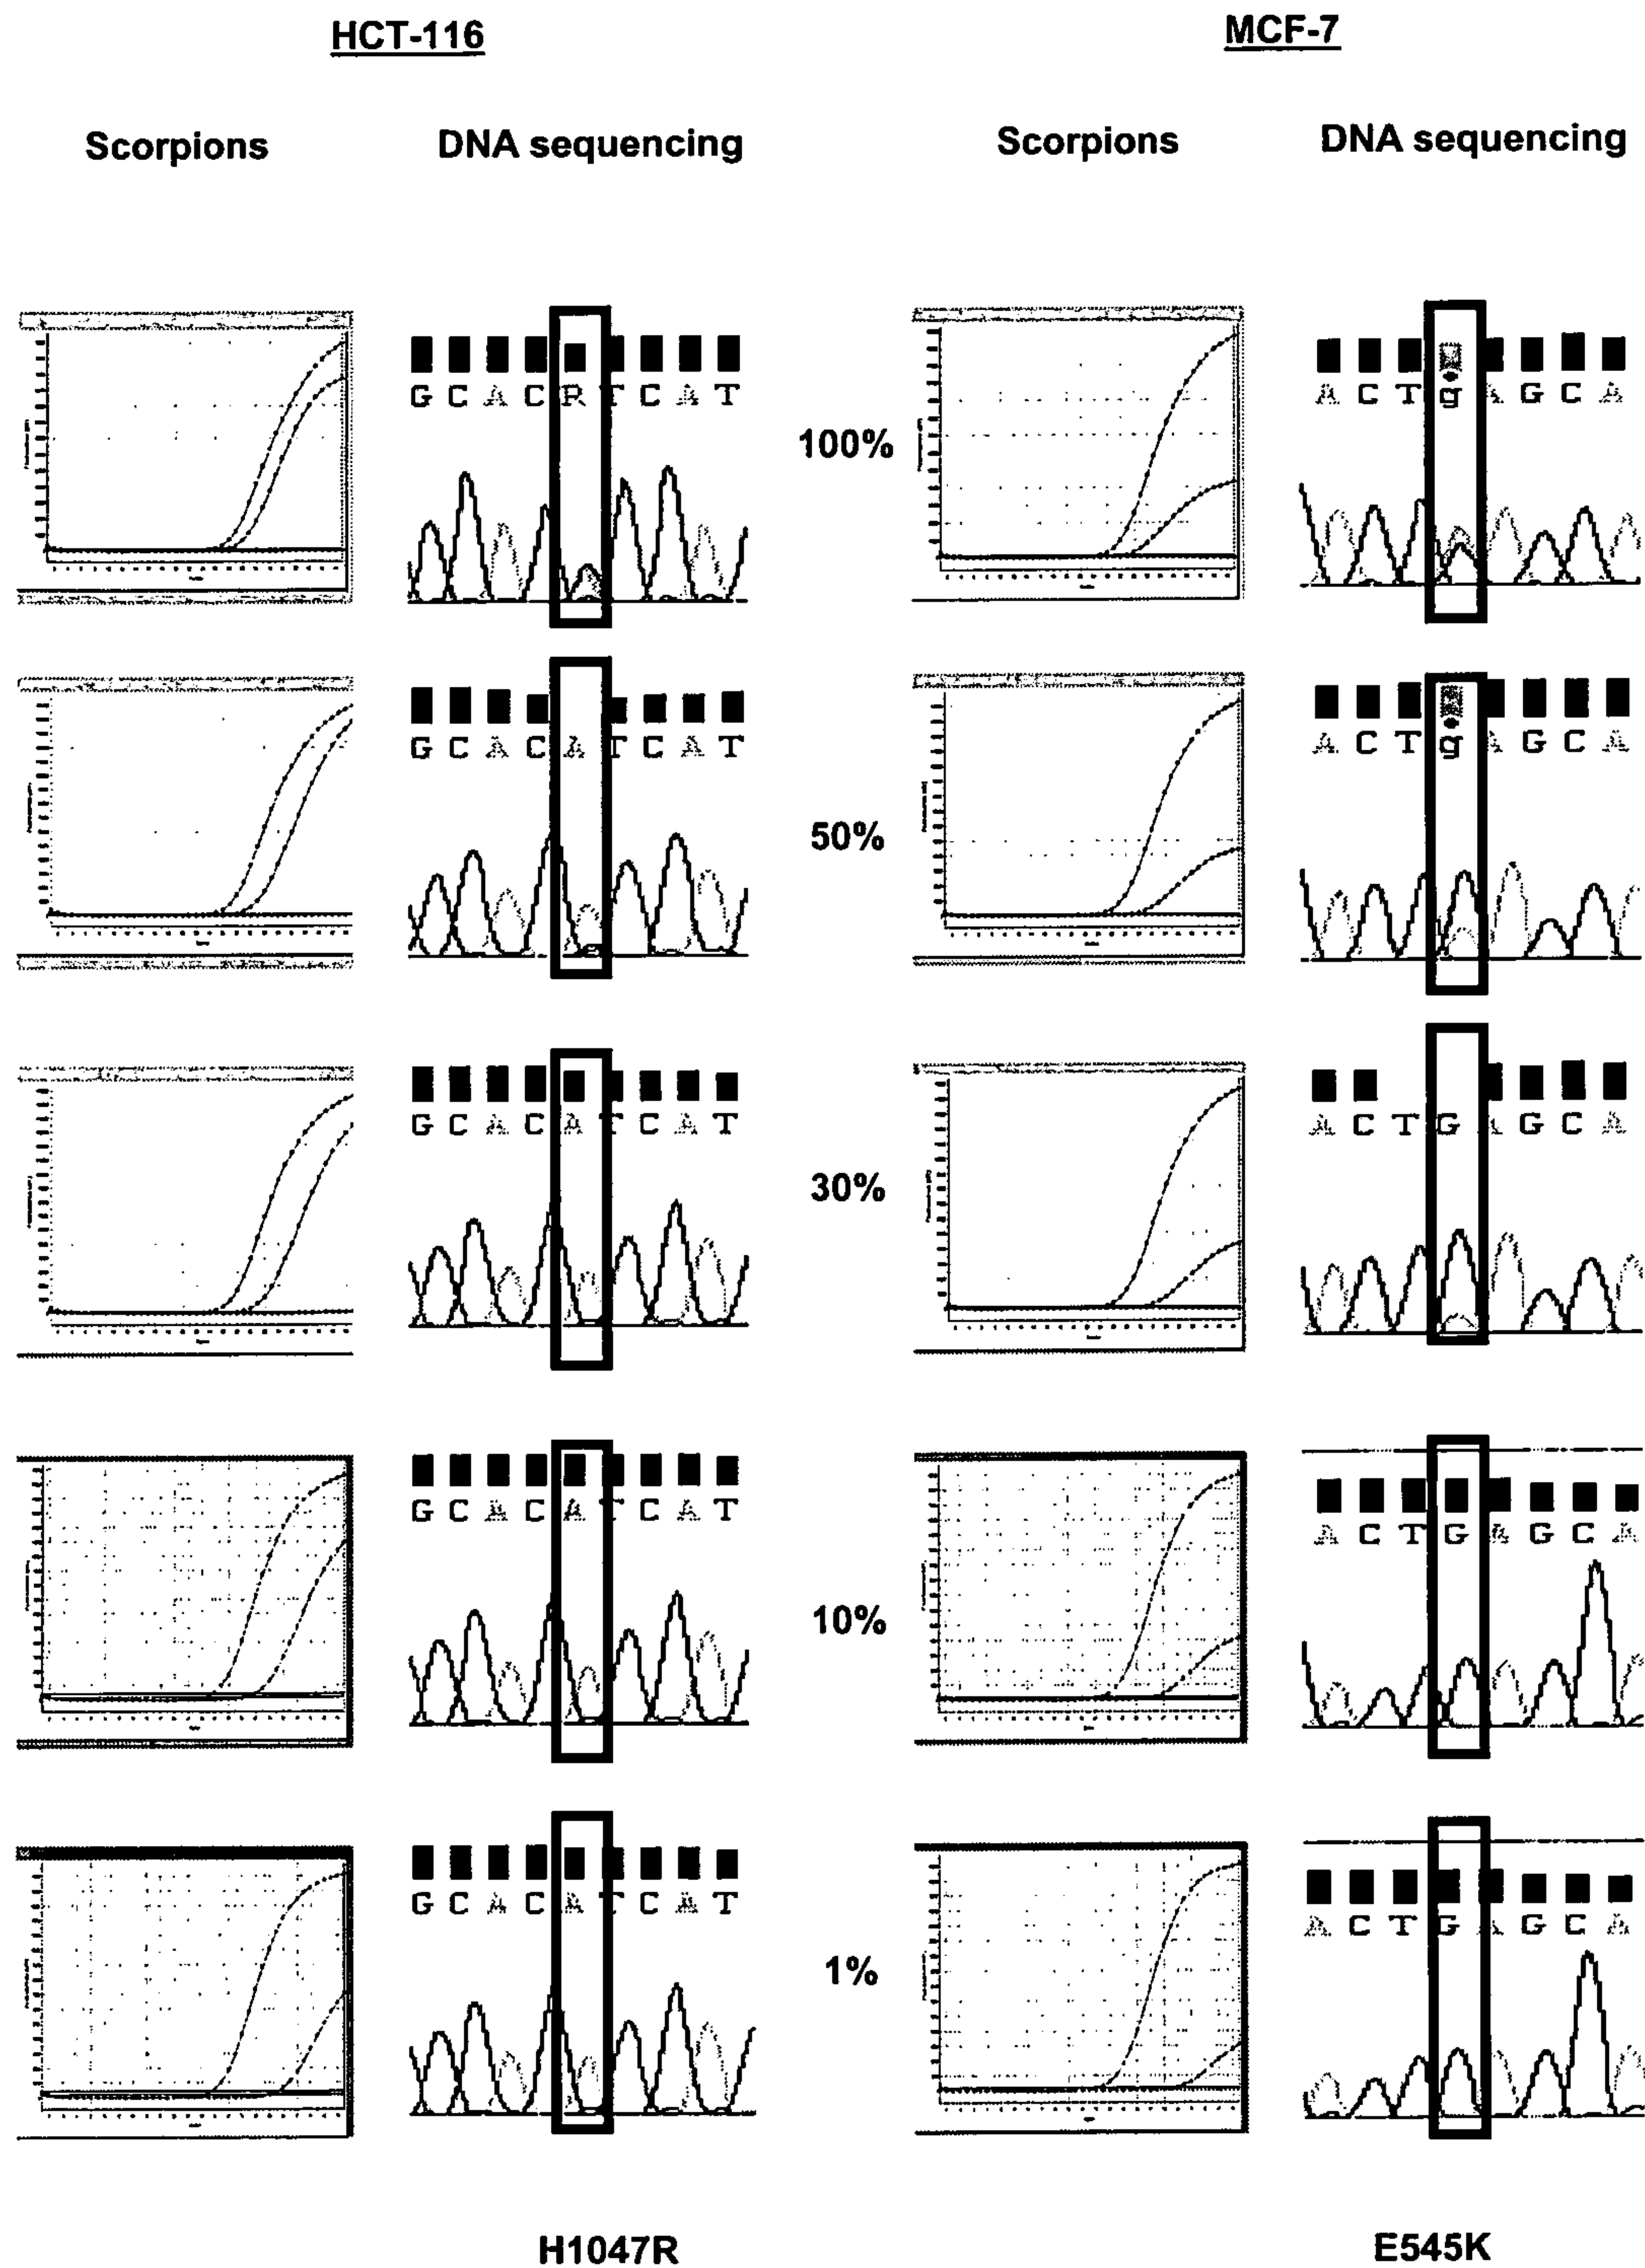 HCT-116 MCF-7
Scorpions DNA sequencing Scorpions DNA sequencing
G C A C R T C A T 100% A C T g A G C A
G C A C A T C A T 50% A C T g A G C A
G C A C A T C A T 30% A C T G A G C A
G C A C A T C A T 10% A C T G A G C A
G C A C A T C A T 1% A C T G A G C A
H1047R E545K